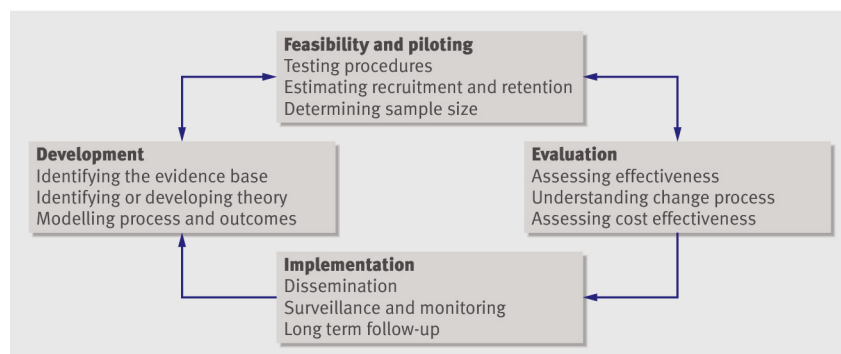 Feasibility and piloting
Testing procedures
Estimating recruitment and retention
Determining sample size
Development
Identifying the evidence base
Identifying or developing theory
Modelling process and outcomes
Evaluation
Assessing effectiveness
Understanding change process
Assessing cost effectiveness
Implementation
Dissemination
Surveillance and monitoring
Long term follow-up